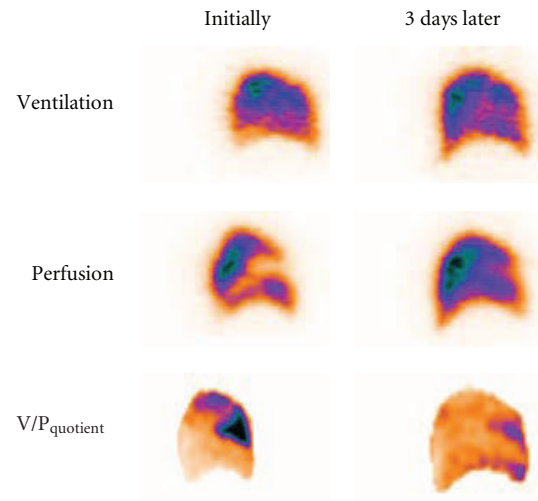 Initially 3 days later
Ventilation
Perfusion
V/P quotient